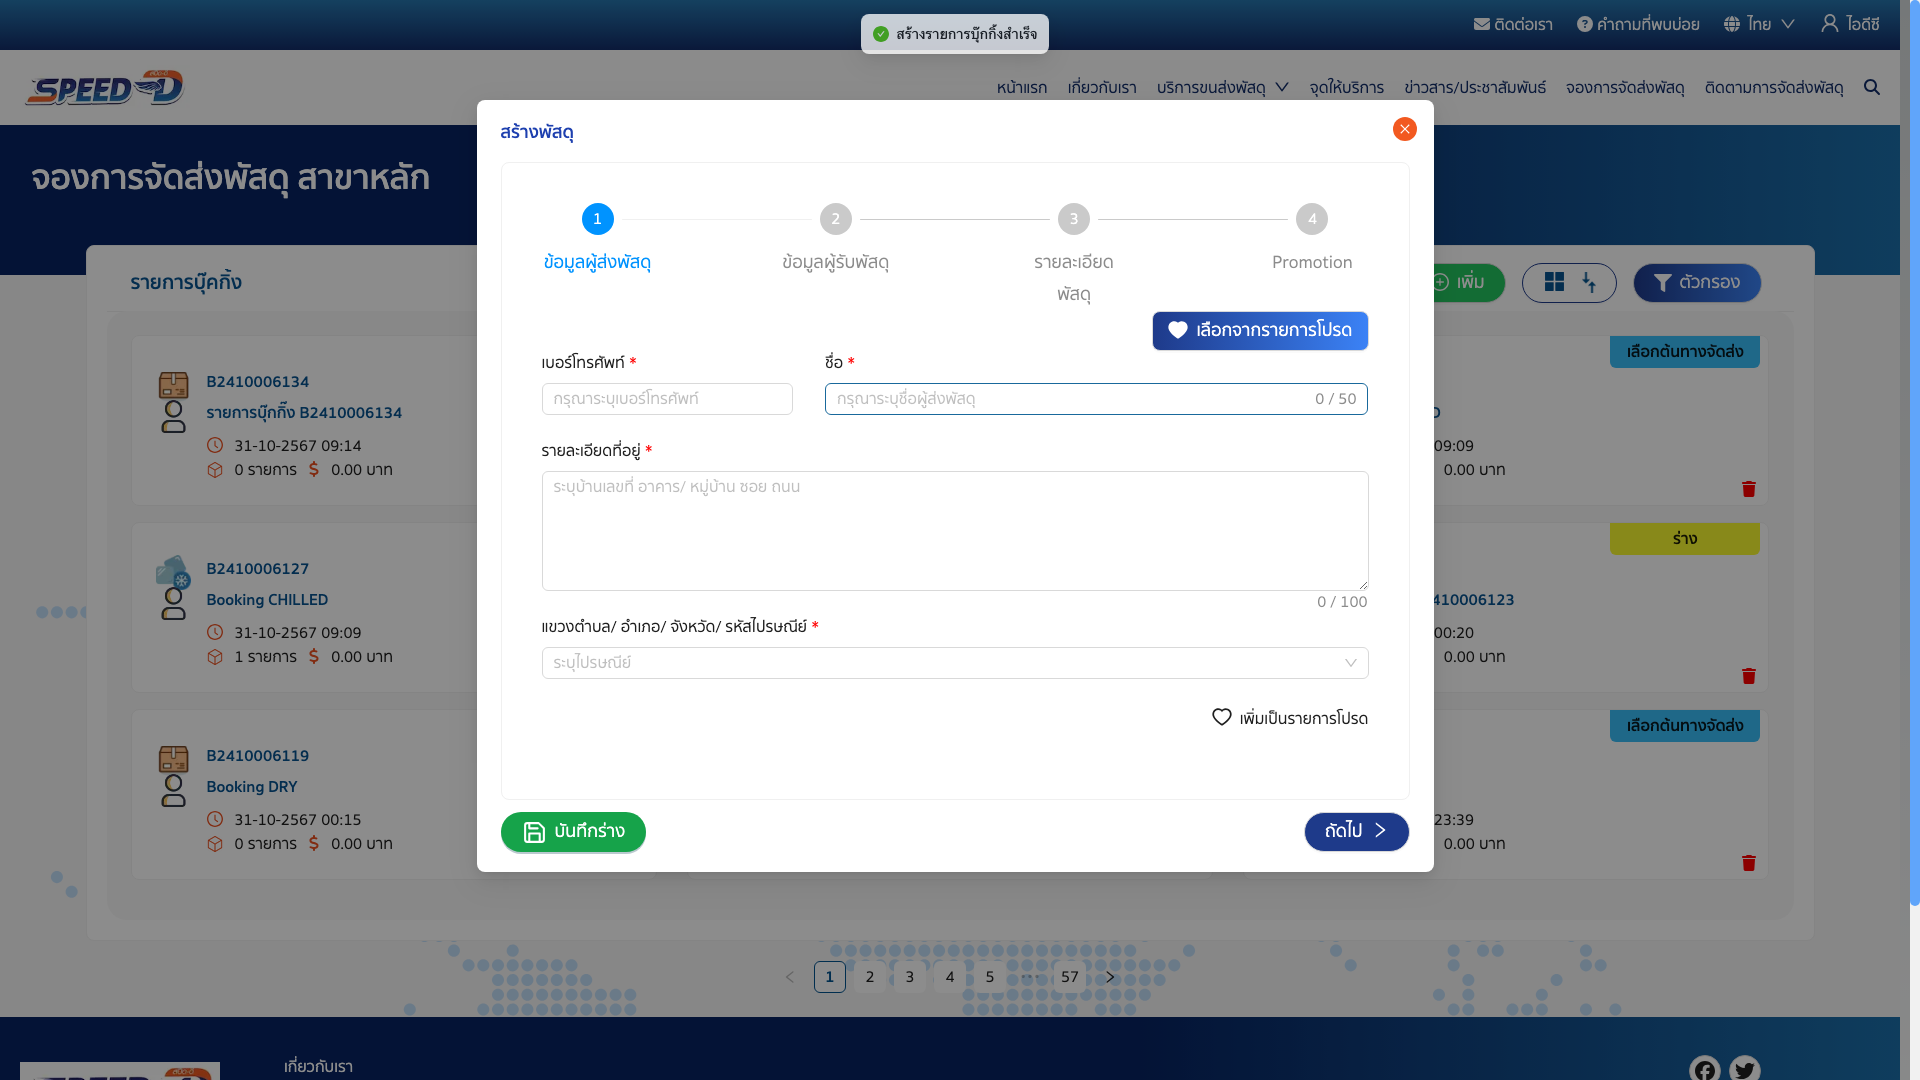 ติดต่อเรา
คำถามที่พบบ่อย
ไทย
ไอดีซี
สร้างรายการบุ๊กกิ้งสำเร็จ
SPEED-D
หน้าแรก
เกี่ยวกับเรา
บริการขนส่งพัสดุ
จุดให้บริการ
ข่าวสาร/ประชาสัมพันธ์
จองการจัดส่งพัสดุ
ติดตามการจัดส่งพัสดุ
จองการจัดส่งพัสดุ สาขาหลัก
รายการบุ๊คกิ้ง
เพิ่ม
ตัวกรอง
สร้างพัสดุ
1
2
3
4
ข้อมูลผู้ส่งพัสดุ
ข้อมูลผู้รับพัสดุ
รายละเอียด
พัสดุ
Promotion
เลือกจากรายการโปรด
เบอร์โทรศัพท์ *
กรุณาระบุเบอร์โทรศัพท์
ชื่อ *
กรุณาระบุชื่อผู้ส่งพัสดุ
0 / 50
รายละเอียดที่อยู่ *
ระบุบ้านเลขที่ อาคาร/ หมู่บ้าน ซอย ถนน
0 / 100
แขวงตำบล/ อำเภอ/ จังหวัด/ รหัสไปรษณีย์ *
ระบุไปรษณีย์
เพิ่มเป็นรายการโปรด
บันทึกร่าง
ถัดไป
B2410006134
รายการบุ๊กกิ๊ง B2410006134
31-10-2567 09:14
0 รายการ $ 0.00 บาท
B2410006127
Booking CHILLED
31-10-2567 09:09
1 รายการ $ 0.00 บาท
B2410006119
Booking DRY
31-10-2567 00:15
0 รายการ $ 0.00 บาท
เลือกต้นทางจัดส่ง
09:09
0.00 บาท
ร่าง
410006123
00:20
0.00 บาท
เลือกต้นทางจัดส่ง
23:39
0.00 บาท
1 2 3 4 5 ••• 57
เกี่ยวกับเรา